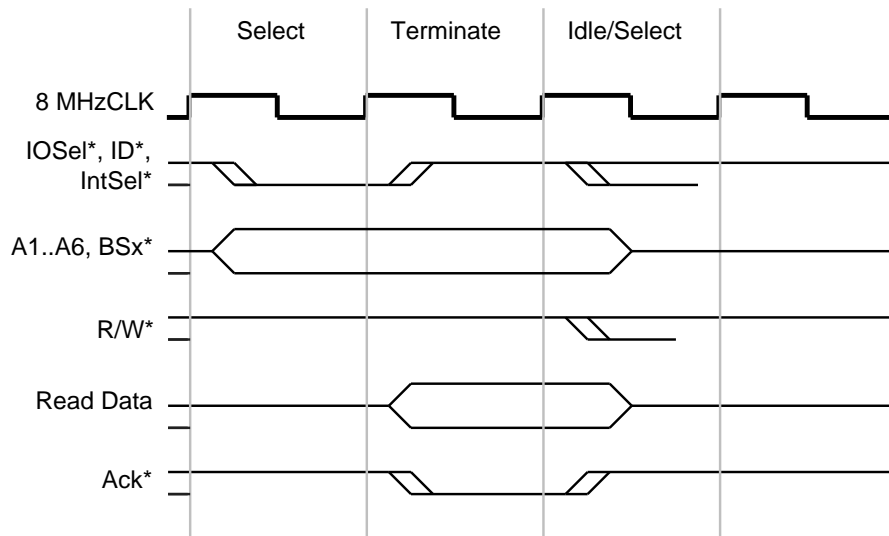 Select Terminate Idle/Select
8 MHzCLK
IOSel*, ID*,
IntSel*
A1..A6, BSx*
R/W*
Read Data
Ack*